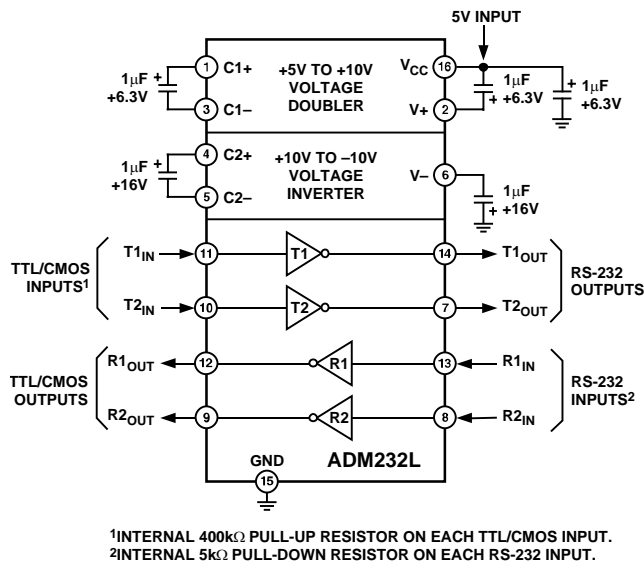 5V INPUT
1µF
+6.3V
+
1
C1+
3
C1–
+5V TO +10V
VOLTAGE
DOUBLER
VCC
16
V+
2
1µF
+6.3V
+
+
1µF
+6.3V
1µF
+16V
+
4
C2+
5
C2–
+10V TO –10V
VOLTAGE
INVERTER
V–
6
1µF
+16V
+
TTL/CMOS
INPUTS1
T1IN
11
T1
14
T1OUT
RS-232
OUTPUTS
T2IN
10
T2
7
T2OUT
TTL/CMOS
OUTPUTS
R1OUT
12
R1
13
R1IN
RS-232
INPUTS2
R2OUT
9
R2
8
R2IN
GND
15
ADM232L
1INTERNAL 400kΩ PULL-UP RESISTOR ON EACH TTL/CMOS INPUT.
2INTERNAL 5kΩ PULL-DOWN RESISTOR ON EACH RS-232 INPUT.